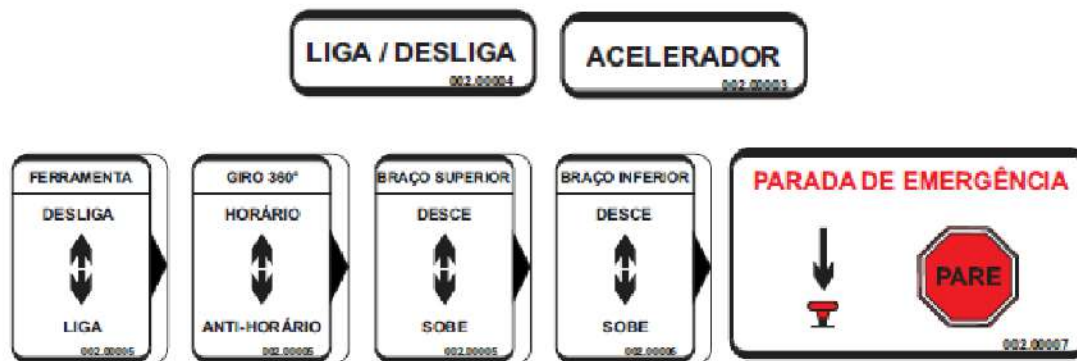 LIGA / DESLIGA
002.00004
ACELERADOR
002.00003
FERRAMENTA
DESLIGA
LIGA
002.00005
GIRO 360°
HORÁRIO
ANTI-HORÁRIO
002.00005
BRAÇO SUPERIOR
DESCE
SOBE
002.00005
BRAÇO INFERIOR
DESCE
SOBE
002.00005
PARADA DE EMERGÊNCIA
PARE
002.00007